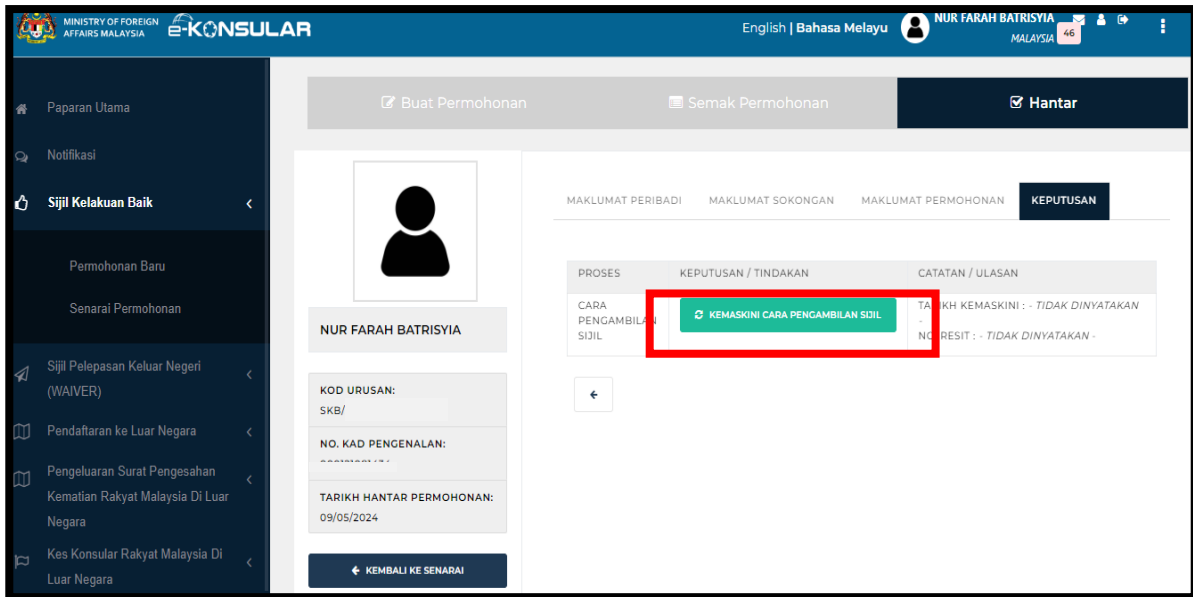 MINISTRY OF FOREIGN
AFFAIRS MALAYSIA
e-KONSULAR
English | Bahasa Melayu
NUR FARAH BATRISYIA
MALAYSIA
46
Paparan Utama
Notifikasi
Sijil Kelakuan Baik
Permohonan Baru
Senarai Permohonan
Sijil Pelepasan Keluar Negeri
(WAIVER)
Pendaftaran ke Luar Negara
Pengeluaran Surat Pengesahan
Kematian Rakyat Malaysia Di Luar
Negara
Kes Konsular Rakyat Malaysia Di
Luar Negara
Buat Permohonan
Semak Permohonan
Hantar
NUR FARAH BATRISYIA
KOD URUSAN:
SKB/
NO. KAD PENGENALAN:
TARIKH HANTAR PERMOHONAN:
09/05/2024
KEMBALI KE SENARAI
MAKLUMAT PERIBADI
MAKLUMAT SOKONGAN
MAKLUMAT PERMOHONAN
KEPUTUSAN
PROSES
KEPUTUSAN / TINDAKAN
CATATAN / ULASAN
CARA
PENGAMBILAN
SIJIL
KEMASKINI CARA PENGAMBILAN SIJIL
TARIKH KEMASKINI : - TIDAK DINYATAKAN
-
NO RESIT : - TIDAK DINYATAKAN -